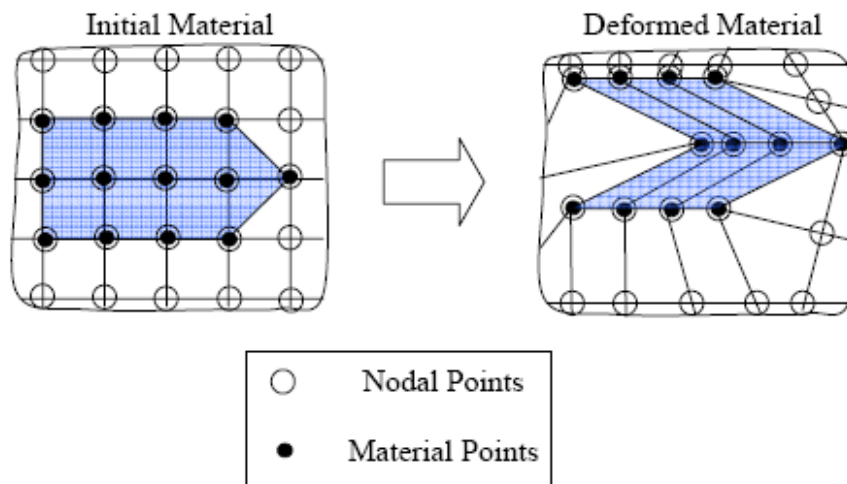 Initial Material
Deformed Material
Nodal Points
Material Points